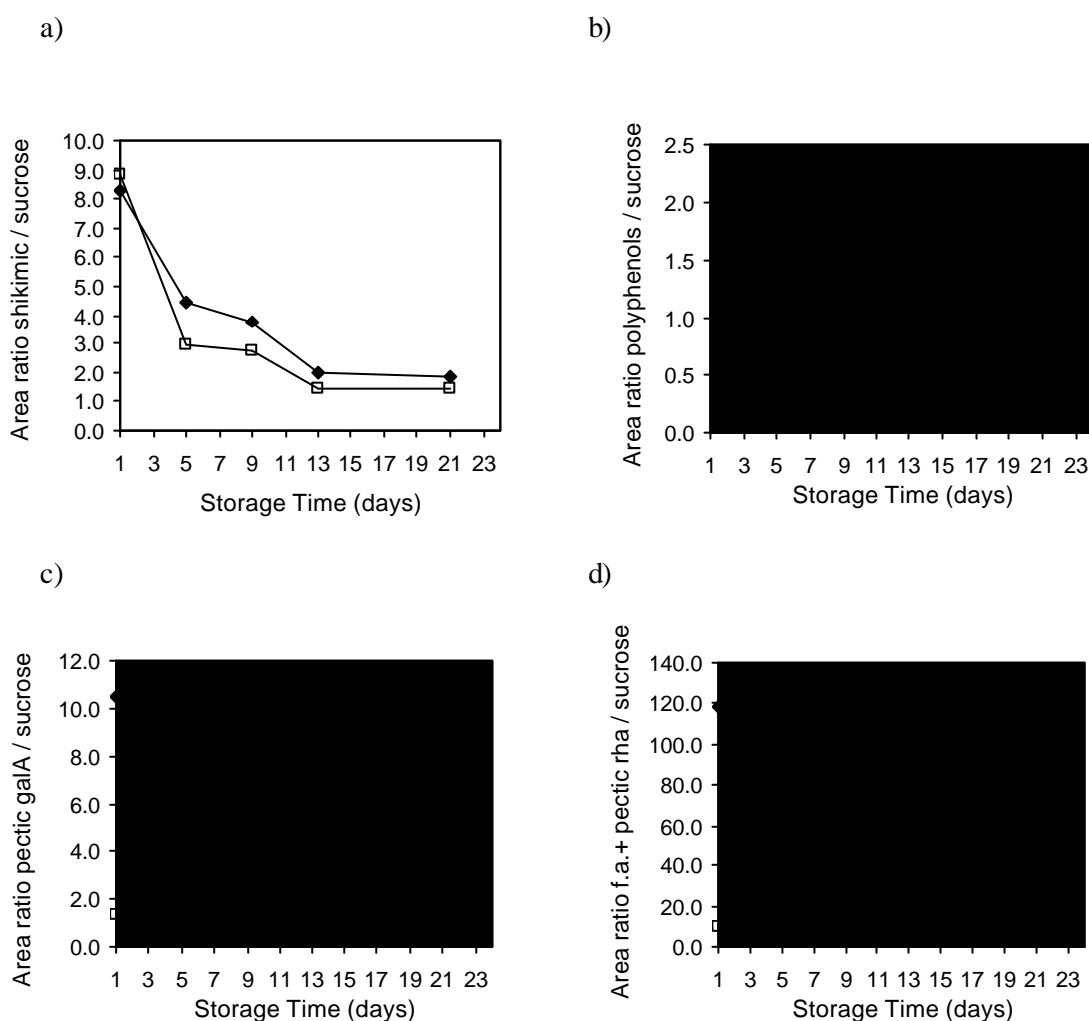 a)
Area ratio shikimic / sucrose
10.0
9.0
8.0
7.0
6.0
5.0
4.0
3.0
2.0
1.0
0.0
1 3 5 7 9 11 13 15 17 19 21 23
Storage Time (days)
b)
Area ratio polyphenols / sucrose
2.5
2.0
1.5
1.0
0.5
0.0
1 3 5 7 9 11 13 15 17 19 21 23
Storage Time (days)
c)
Area ratio pectic galA / sucrose
12.0
10.0
8.0
6.0
4.0
2.0
0.0
1 3 5 7 9 11 13 15 17 19 21 23
Storage Time (days)
d)
Area ratio f.a.+ pectic rha / sucrose
140.0
120.0
100.0
80.0
60.0
40.0
20.0
0.0
1 3 5 7 9 11 13 15 17 19 21 23
Storage Time (days)